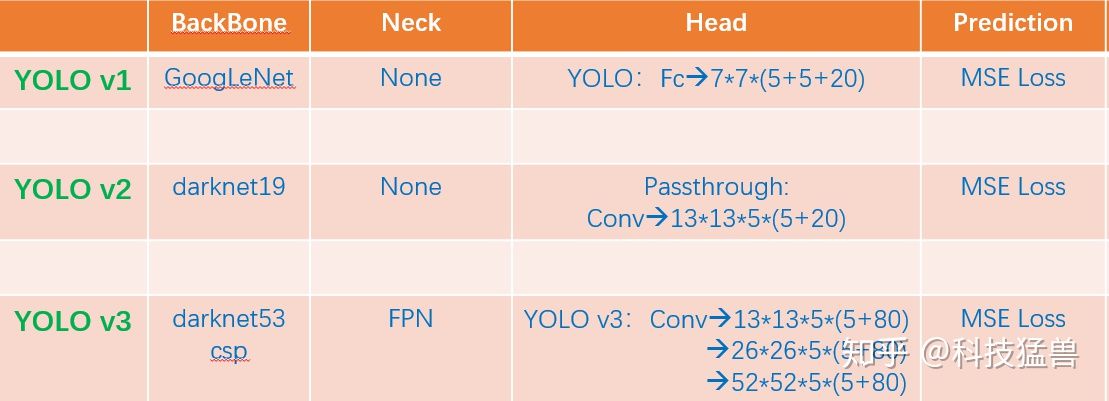 BackBone Neck Head Prediction
YOLO v1 GoogLeNet None YOLO：Fc→7*7*(5+5+20) MSE Loss
YOLO v2 darknet19 None Passthrough: MSE Loss
Conv→13*13*5*(5+20)
YOLO v3 darknet53 FPN YOLO v3：Conv→13*13*5*(5+80) MSE Loss
csp →26*26*5*(5+80)
→52*52*5*(5+80)
知乎 @科技猛兽